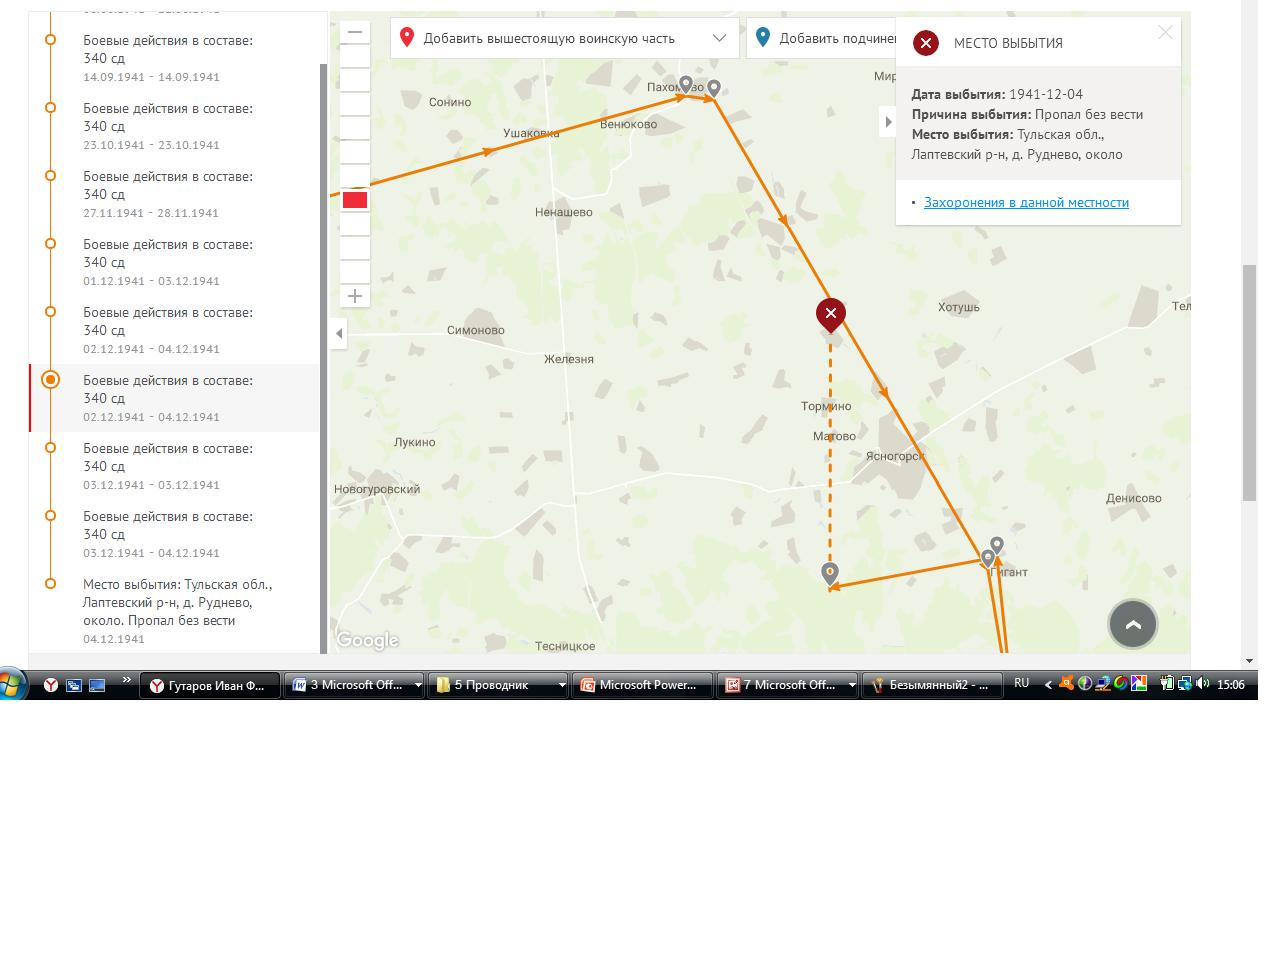 Боевые действия в составе:
340 сд
14.09.1941 - 14.09.1941
Боевые действия в составе:
340 сд
23.10.1941 - 23.10.1941
Боевые действия в составе:
340 сд
27.11.1941 - 28.11.1941
Боевые действия в составе:
340 сд
01.12.1941 - 03.12.1941
Боевые действия в составе:
340 сд
02.12.1941 - 04.12.1941
Боевые действия в составе:
340 сд
02.12.1941 - 04.12.1941
Боевые действия в составе:
340 сд
03.12.1941 - 03.12.1941
Боевые действия в составе:
340 сд
03.12.1941 - 04.12.1941
Место выбытия: Тульская обл.,
Лаптевский р-н, д. Руднево,
около. Пропал без вести
04.12.1941
Добавить вышестоящую воинскую часть
Добавить подчинен
МЕСТО ВЫБЫТИЯ
Дата выбытия: 1941-12-04
Причина выбытия: Пропал без вести
Место выбытия: Тульская обл.,
Лаптевский р-н, д. Руднево, около
• Захоронения в данной местности
Мир
Сонино
Ушаковка
Венюково
Ненашево
Симоново
Железня
Хотушь
Тел
Тормино
Матово
Ясногорск
Лукино
Новогуровский
Денисово
Гигант
Тесницкое
Google
Гутаров Иван Ф...
3 Microsoft Off...
5 Проводник
Microsoft Power...
7 Microsoft Off...
Безымянный2 - ...
RU
15:06